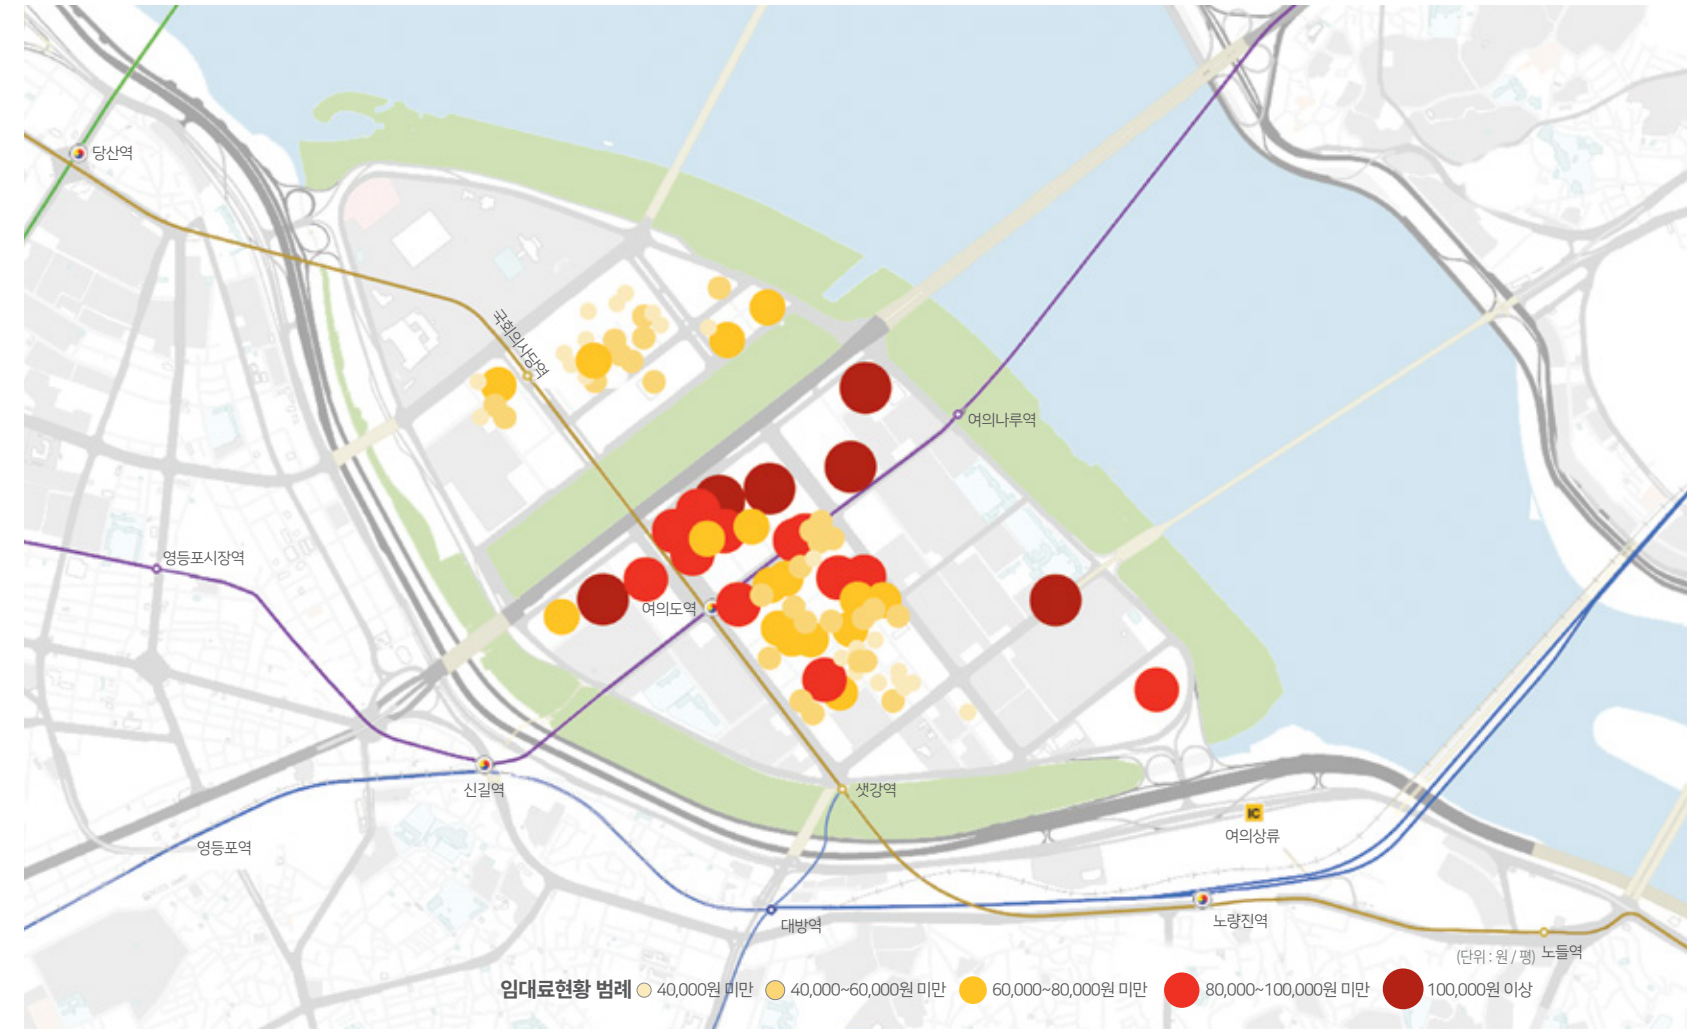 당산역
국회의사당역
여의나루역
영등포시장역
여의도역
신길역
샛강역
IC
여의상류
영등포역
대방역
노량진역
노들역
(단위 : 원 / 평)
임대료현황 범례 40,000원 미만 40,000~60,000원 미만 60,000~80,000원 미만 80,000~100,000원 미만 100,000원 이상